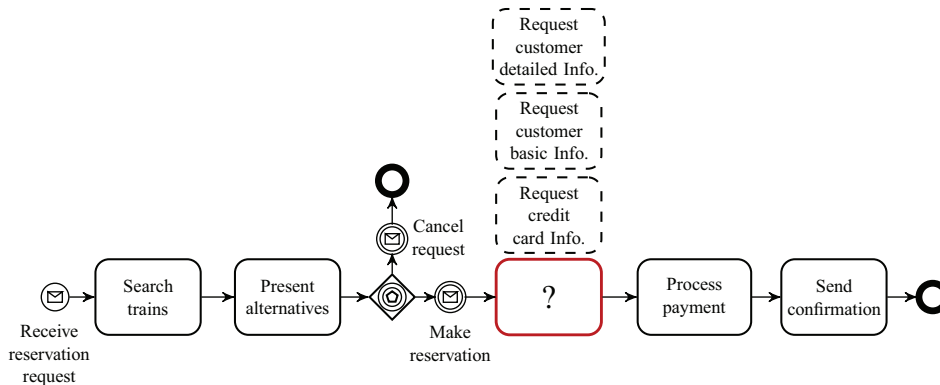 Request
customer
detailed Info.
Request
customer
basic Info.
Request
credit
card Info.
Cancel
request
Search
trains
Present
alternatives
?
Process
payment
Send
confirmation
Receive
reservation
request
Make
reservation